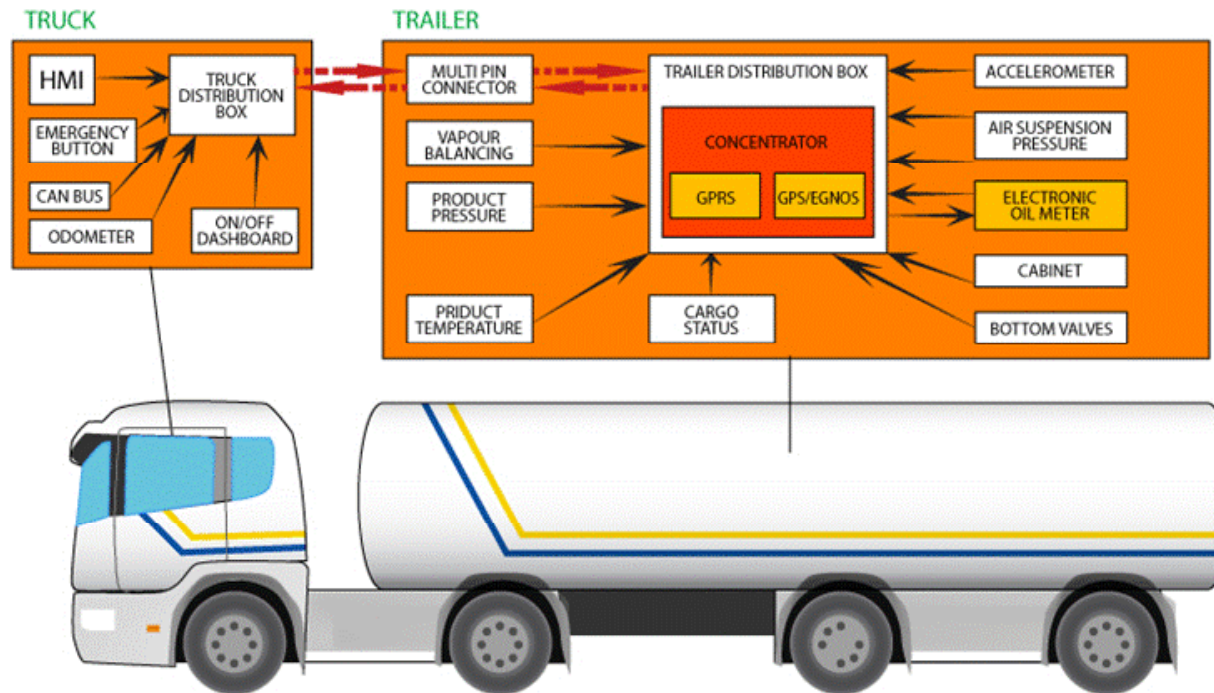 TRUCK
HMI
TRUCK
DISTRIBUTION
BOX
EMERGENCY
BUTTON
CAN BUS
ODOMETER
ON/OFF
DASHBOARD
TRAILER
MULTI PIN
CONNECTOR
VAPOUR
BALANCING
PRODUCT
PRESSURE
PRIDUCT
TEMPERATURE
TRAILER DISTRIBUTION BOX
CONCENTRATOR
GPRS
GPS/EGNOS
CARGO
STATUS
ACCELEROMETER
AIR SUSPENSION
PRESSURE
ELECTRONIC
OIL METER
CABINET
BOTTOM VALVES